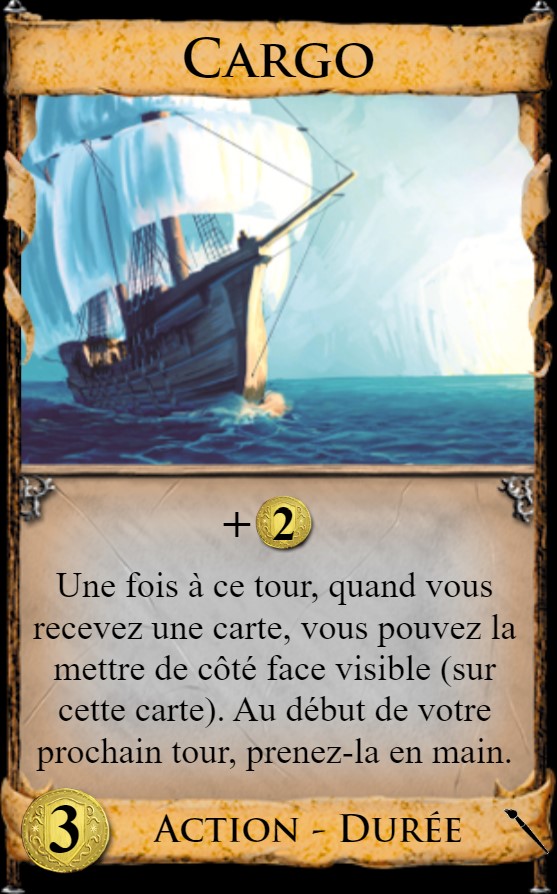 CARGO
+2
Une fois à ce tour, quand vous
recevez une carte, vous pouvez la
mettre de côté face visible (sur
cette carte). Au début de votre
prochain tour, prenez-la en main.
3 ACTION - DURÉE